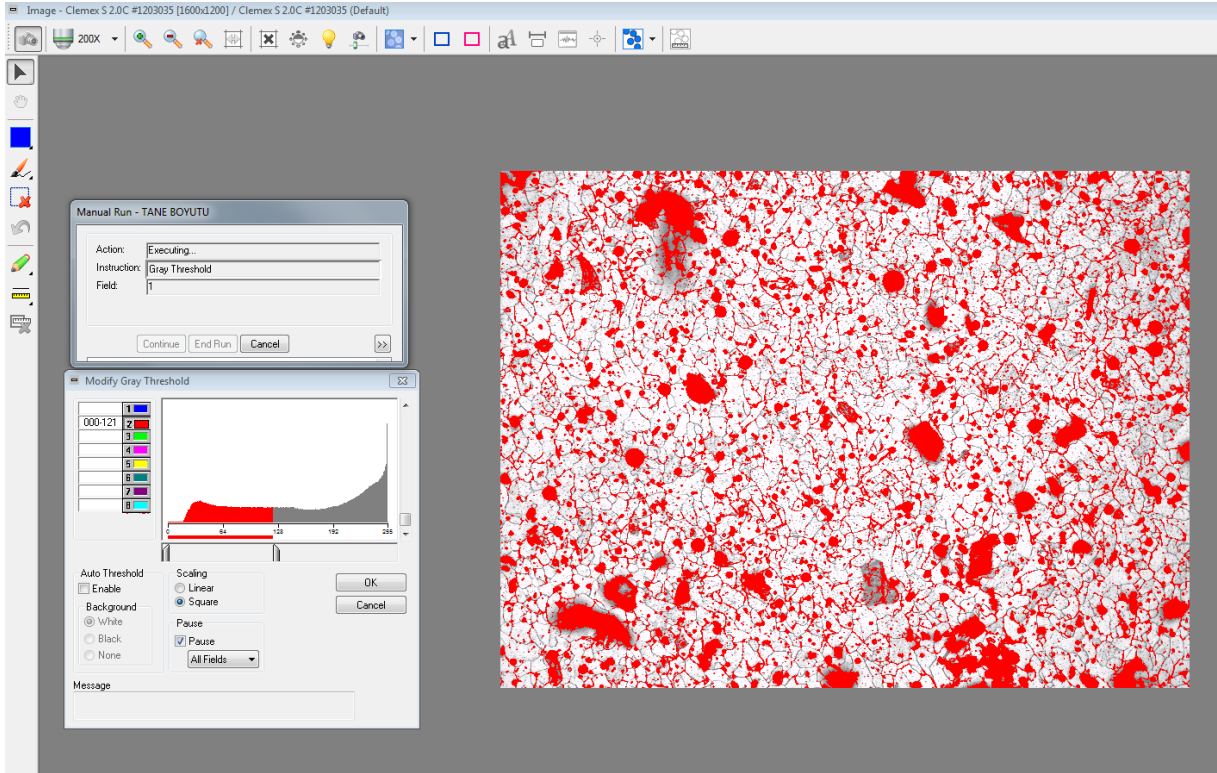 Image - Clemex S 2.0C #1203035 [1600x1200] / Clemex S 2.0C #1203035 (Default)
200X
a1
Manual Run - TANE BOYUTU
Action: Executing...
Instruction: Gray Threshold
Field: 1
Continue End Run Cancel >>
Modify Gray Threshold
1
000-121 2
3
4
5
6
7
8
0 64 128 192 255
Auto Threshold
Enable
Background
White
Black
None
Scaling
Linear
Square
Pause
Pause
All Fields
OK
Cancel
Message